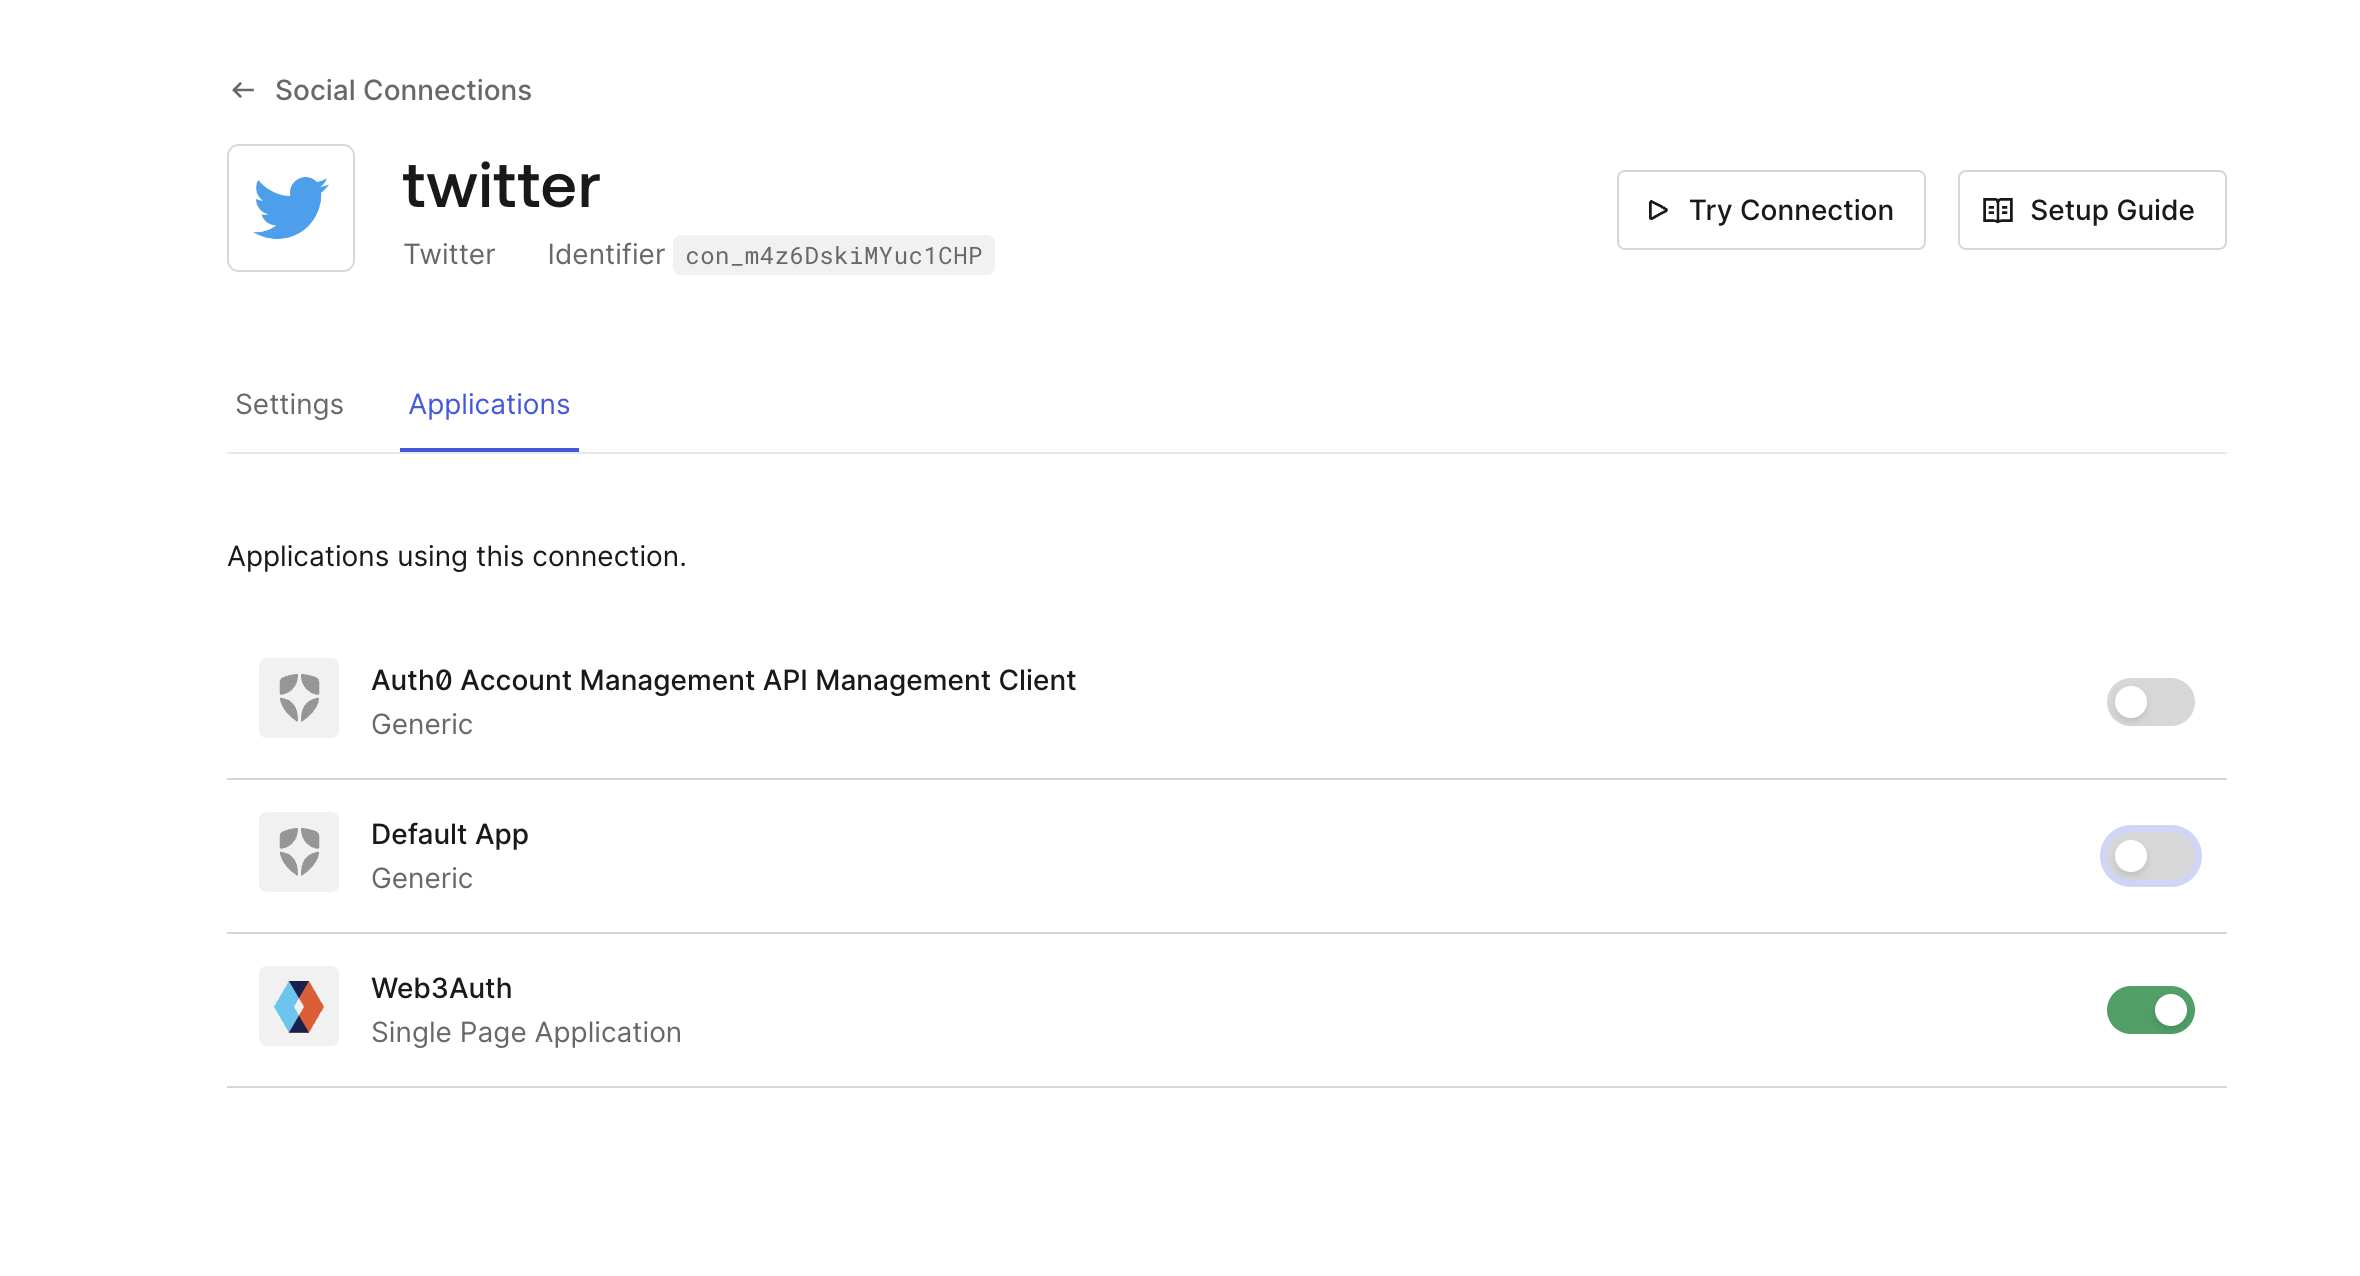 Social Connections
twitter
Twitter Identifier con_m4z6DskiMYuc1CHP
Try Connection
Setup Guide
Settings
Applications
Applications using this connection.
Auth0 Account Management API Management Client
Generic
Default App
Generic
Web3Auth
Single Page Application